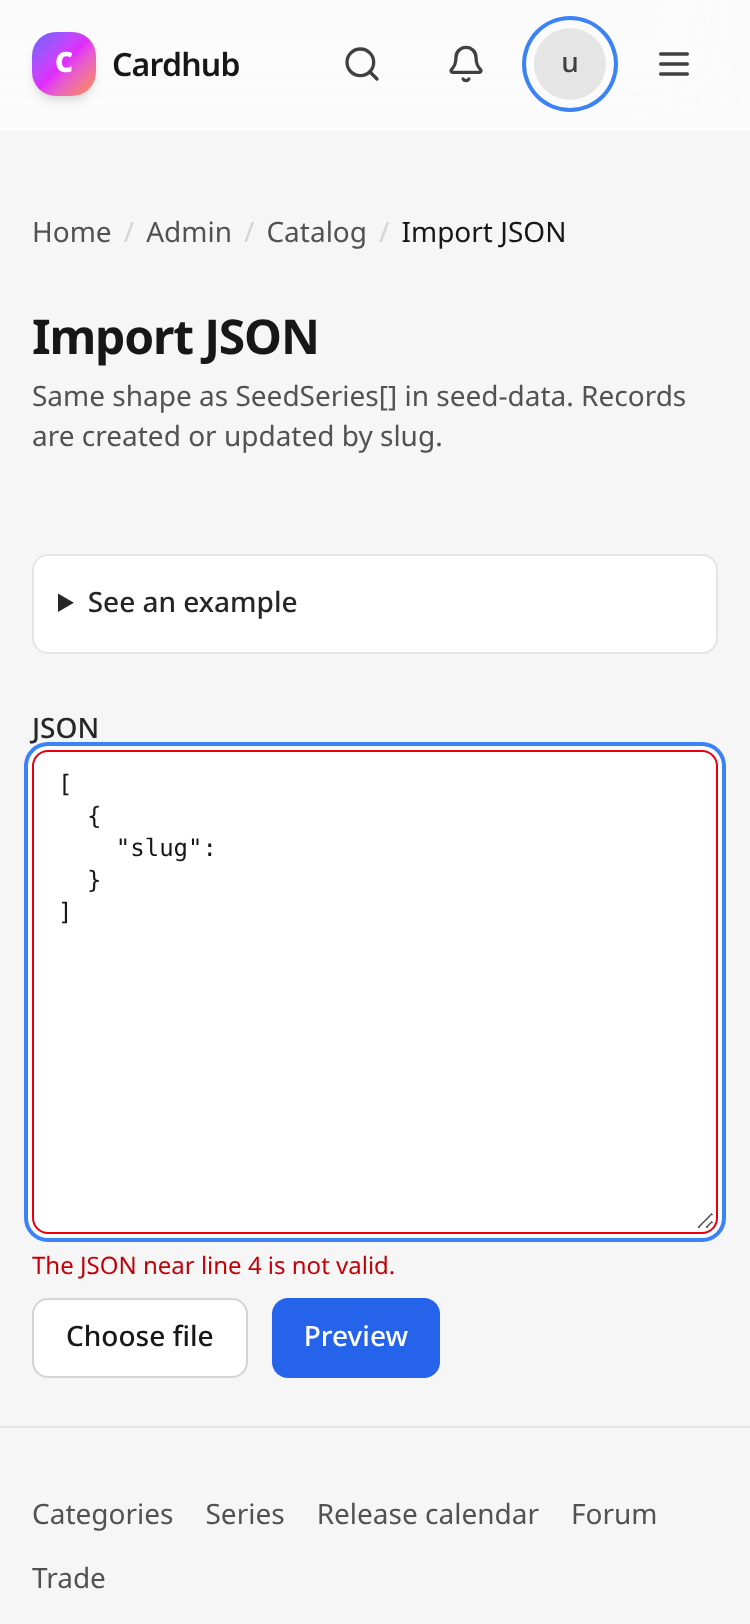 C Cardhub u
Home / Admin / Catalog / Import JSON
Import JSON
Same shape as SeedSeries[] in seed-data. Records
are created or updated by slug.
See an example
JSON
[
  {
    "slug":
  }
]
The JSON near line 4 is not valid.
Choose file Preview
Categories Series Release calendar Forum
Trade